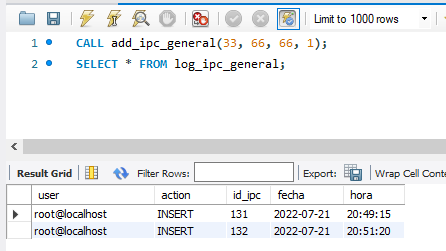 Limit to 1000 rows
1 CALL add_ipc_general(33, 66, 66, 1);
2 SELECT * FROM log_ipc_general;
Result Grid Filter Rows: Export: Wrap Cell Conte
user action id_ipc fecha hora
root@localhost INSERT 131 2022-07-21 20:49:15
root@localhost INSERT 132 2022-07-21 20:51:20